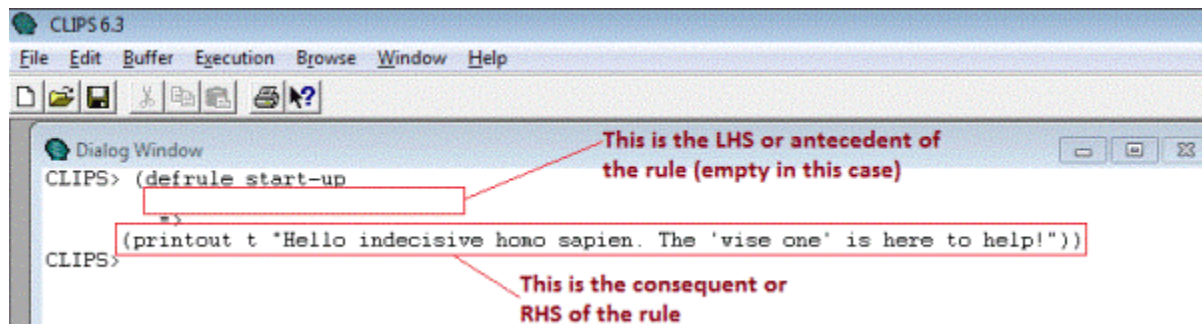 CLIPS 6.3
File Edit Buffer Execution Browse Window Help
Dialog Window
This is the LHS or antecedent of
the rule (empty in this case)
CLIPS> (defrule start-up
=>
(printout t "Hello indecisive homo sapien. The 'wise one' is here to help!"))
CLIPS>
This is the consequent or
RHS of the rule